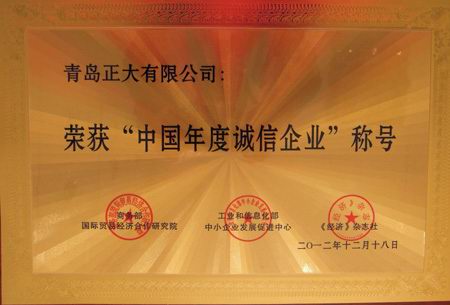 青岛正大有限公司：
荣获“中国年度诚信企业”称号
商务部
国际贸易经济合作研究院
工业和信息化部
中小企业发展促进中心
《经济》杂志社
二〇一二年十二月十八日